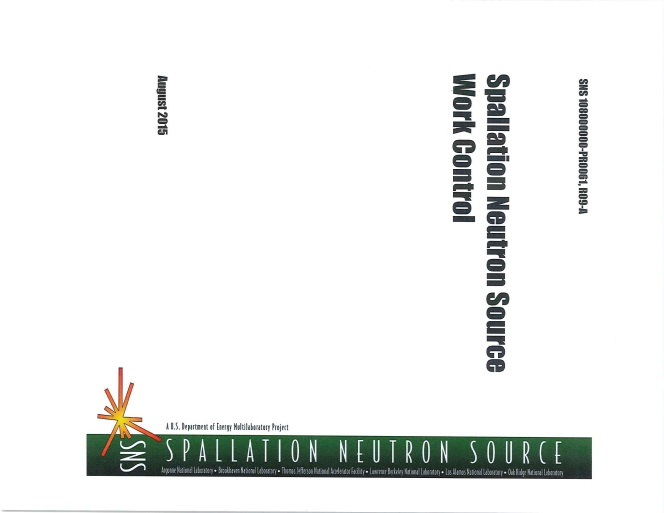 SNS 108000000-PR0061, R09-A
Spallation Neutron Source
Work Control
August 2015
A U.S. Department of Energy Multilaboratory Project
SNS
SPALLATION NEUTRON SOURCE
Argonne National Laboratory • Brookhaven National Laboratory • Thomas Jefferson National Accelerator Facility • Lawrence Berkeley National Laboratory • Los Alamos National Laboratory • Oak Ridge National Laboratory